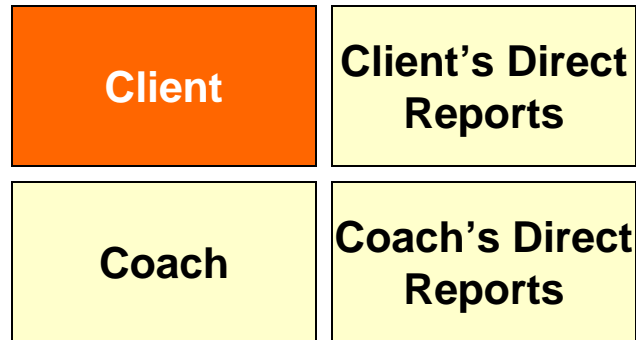 Client
Client’s Direct
Reports
Coach
Coach’s Direct
Reports